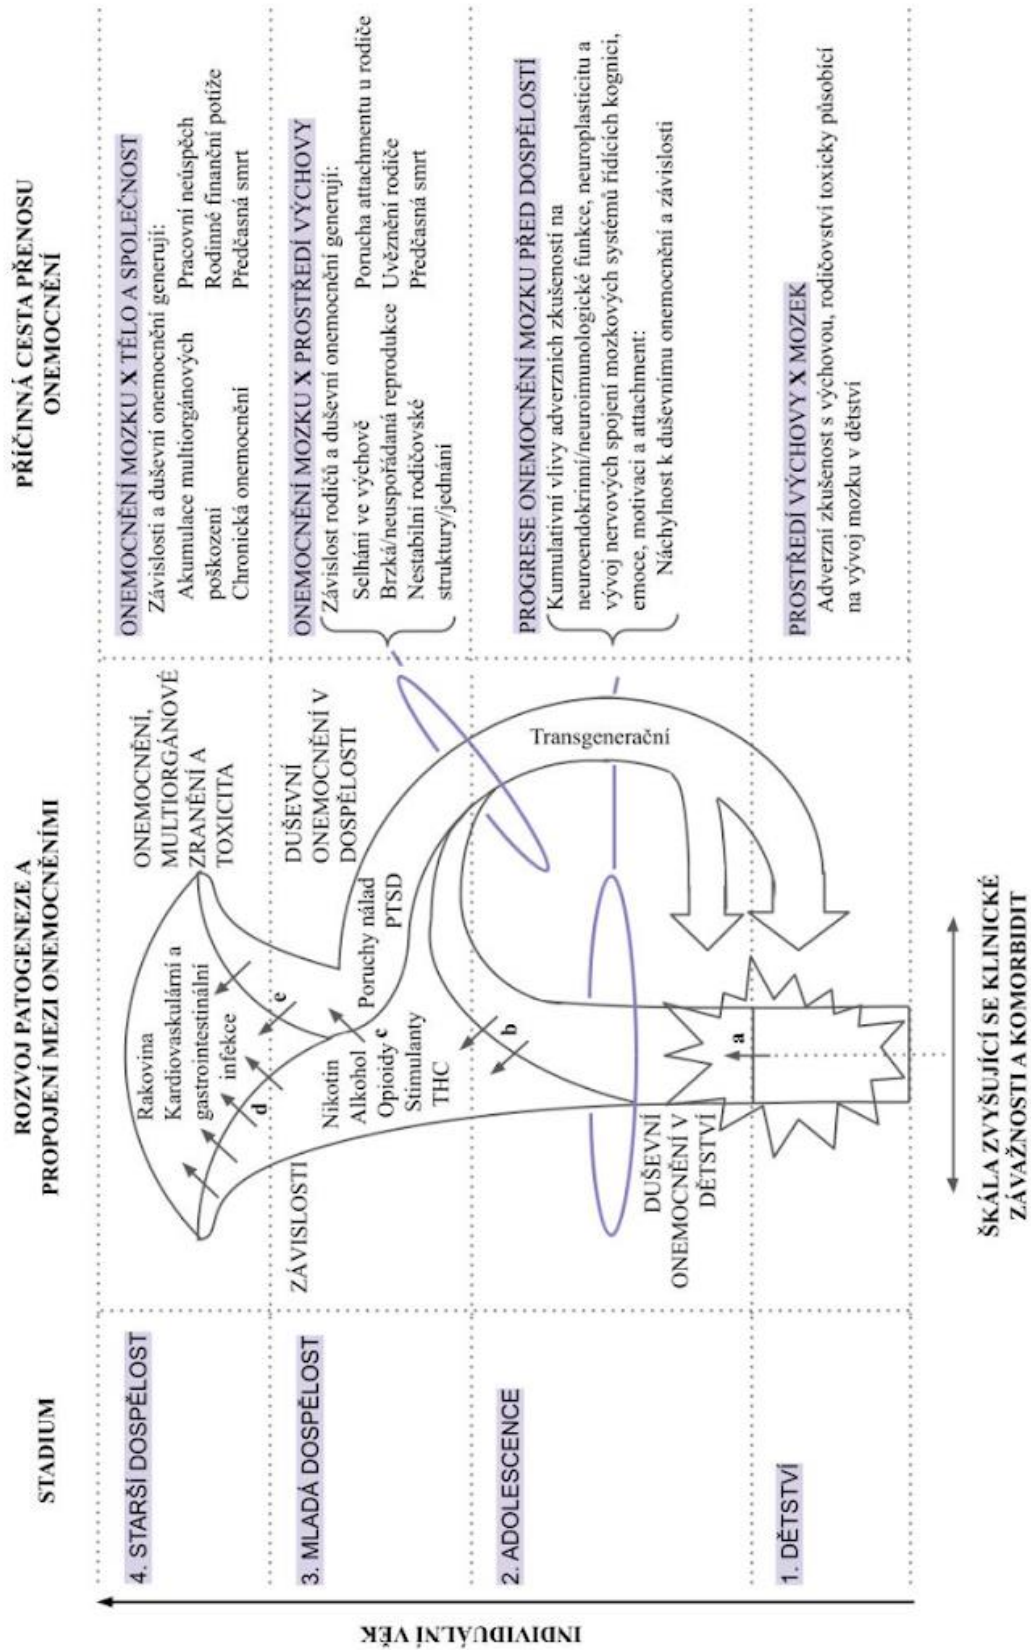 STADIUM
ROZVOJ PATOGENEZE A
PROPOJENÍ MEZI ONEMOCNĚNÍMI
PŘÍČINNÁ CESTA PŘENOSU
ONEMOCNĚNÍ
INDIVIDUÁLNÍ VĚK
4. STARŠÍ DOSPĚLOST
Rakovina
Kardiovaskulární a
gastrointestinální
infekce
d
e
ONEMOCNĚNÍ,
MULTIORGÁNOVÉ
ZRANĚNÍ A
TOXICITA
ONEMOCNĚNÍ MOZKU X TĚLO A SPOLEČNOST
Závislosti a duševní onemocnění generují:
Akumulace multiorgánových Pracovní neúspěch
poškození Rodinné finanční potíže
Chronická onemocnění Předčasná smrt
3. MLADÁ DOSPĚLOST
ZÁVISLOSTI
Nikotin
Alkohol
Opioidy
Stimulanty
THC
c
Poruchy nálad
PTSD
DUŠEVNÍ
ONEMOCNĚNÍ V
DOSPĚLOSTI
ONEMOCNĚNÍ MOZKU X PROSTŘEDÍ VÝCHOVY
Závislost rodičů a duševní onemocnění generují:
Selhání ve výchově Porucha attachmentu u rodiče
Brzká/neuspořádaná reprodukce Uvěznění rodiče
Nestabilní rodičovské Předčasná smrt
struktury/jednání
2. ADOLESCENCE
b
Transgenerační
DUŠEVNÍ
ONEMOCNĚNÍ V
DĚTSTVÍ
a
PROGRESE ONEMOCNĚNÍ MOZKU PŘED DOSPĚLOSTÍ
Kumulativní vlivy adverzních zkušeností na
neuroendokrinní/neuroimunologické funkce, neuroplasticitu a
vývoj nervových spojení mozkových systémů řídících kognici,
emoce, motivaci a attachment:
Náchylnost k duševnímu onemocnění a závislosti
1. DĚTSTVÍ
PROSTŘEDÍ VÝCHOVY X MOZEK
Adverzní zkušenost s výchovou, rodičovství toxicky působící
na vývoj mozku v dětství
ŠKÁLA ZVYŠUJÍCÍ SE KLINICKÉ
ZÁVAŽNOSTI A KOMORBIDIT